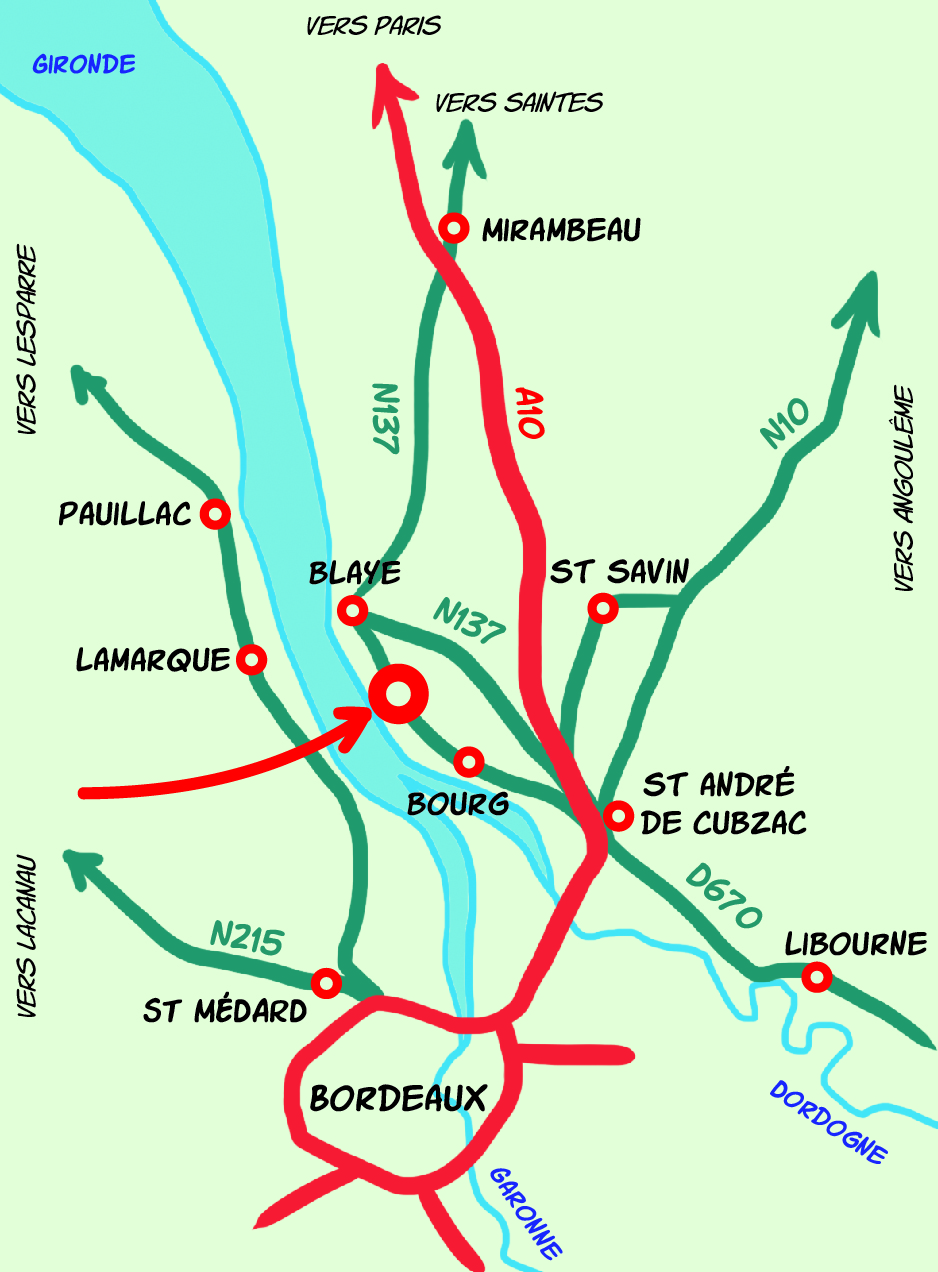 VERS PARIS
GIRONDE
VERS SAINTES
MIRAMBEAU
VERS LESPARRE
N137
A10
N10
VERS ANGOULÊME
PAUILLAC
BLAYE
ST SAVIN
N137
LAMARQUE
ST ANDRÉ
DE CUBZAC
BOURG
VERS LACANAU
D670
N215
LIBOURNE
ST MÉDARD
BORDEAUX
DORDOGNE
GARONNE